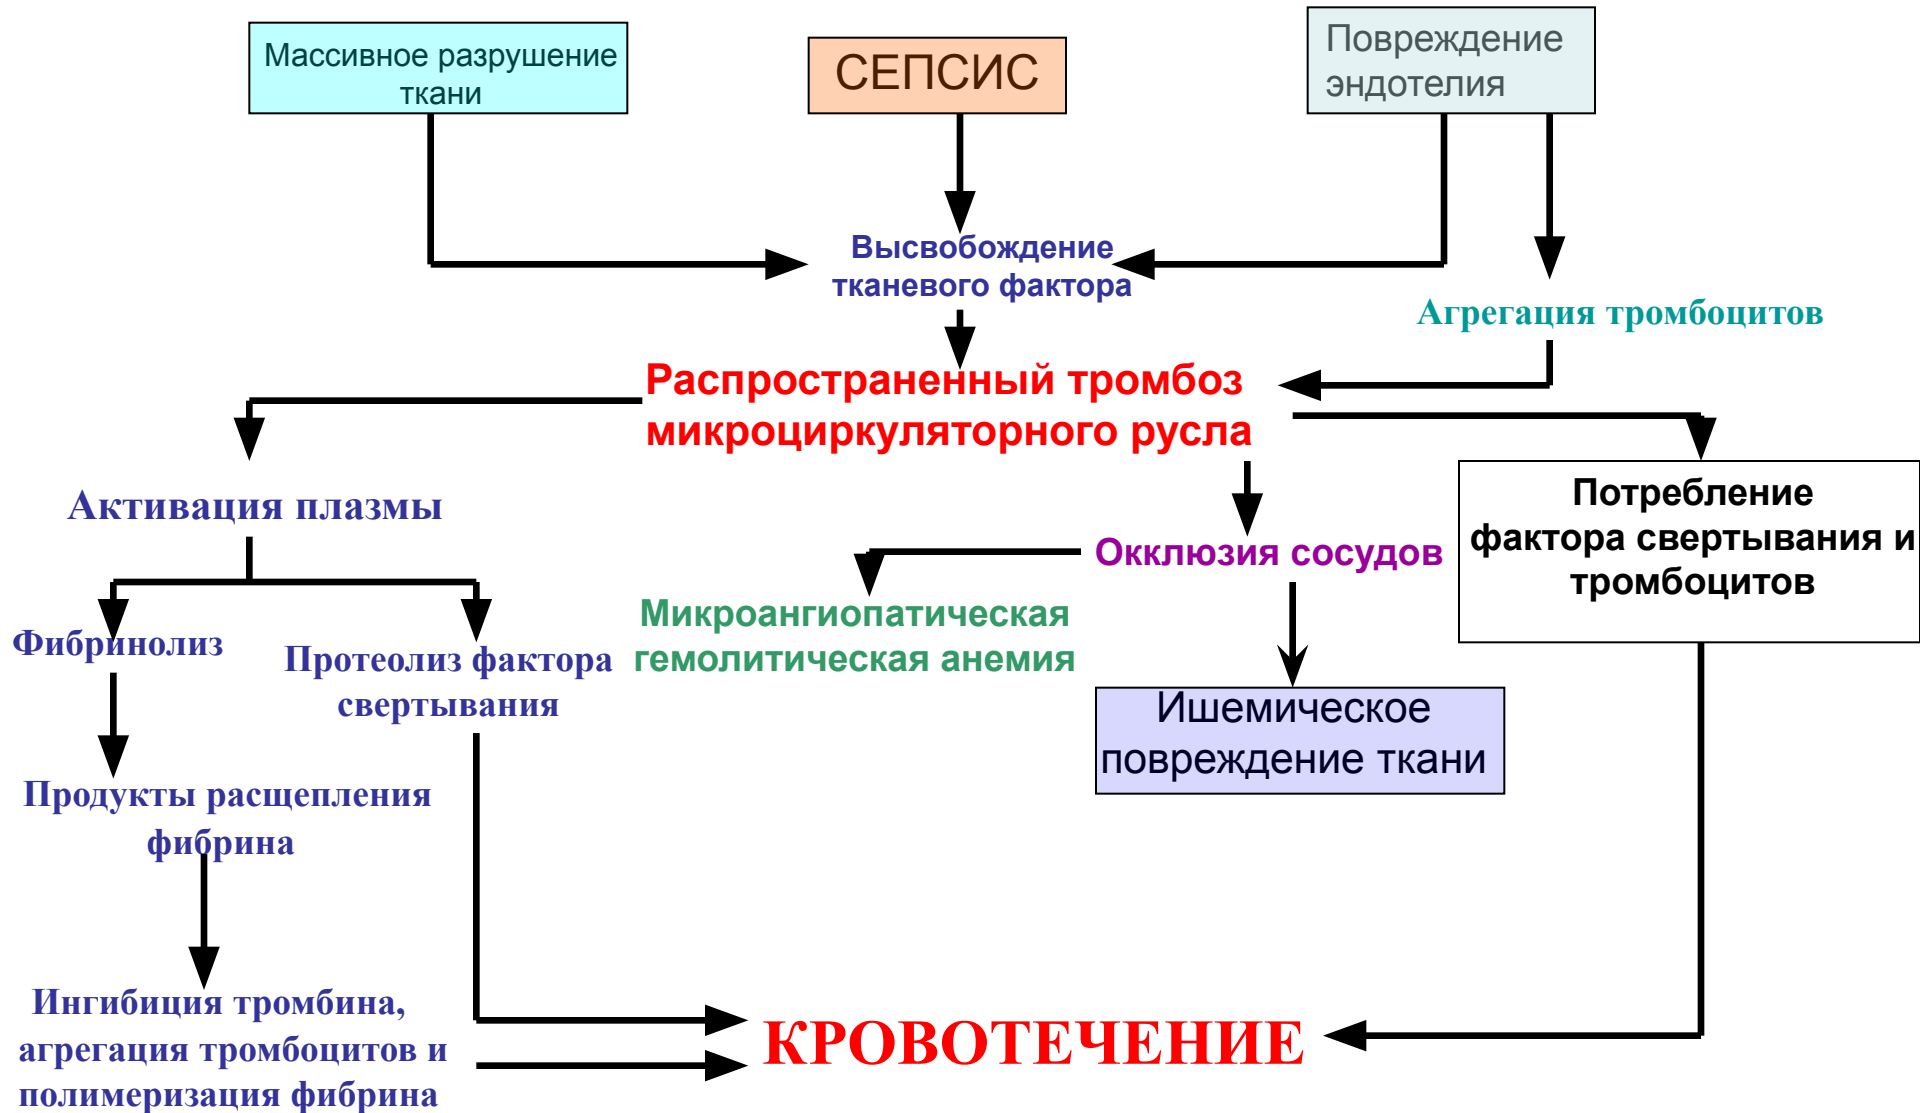 Массивное разрушение
ткани
СЕПСИС
Повреждение
эндотелия
Высвобождение
тканевого фактора
Агрегация тромбоцитов
Распространенный тромбоз
микроциркуляторного русла
Активация плазмы
Потребление
фактора свертывания и
тромбоцитов
Окклюзия сосудов
Микроангиопатическая
гемолитическая анемия
Фибринолиз
Протеолиз фактора
свертывания
Ишемическое
повреждение ткани
Продукты расщепления
фибрина
Ингибиция тромбина,
агрегация тромбоцитов и
полимеризация фибрина
КРОВОТЕЧЕНИЕ